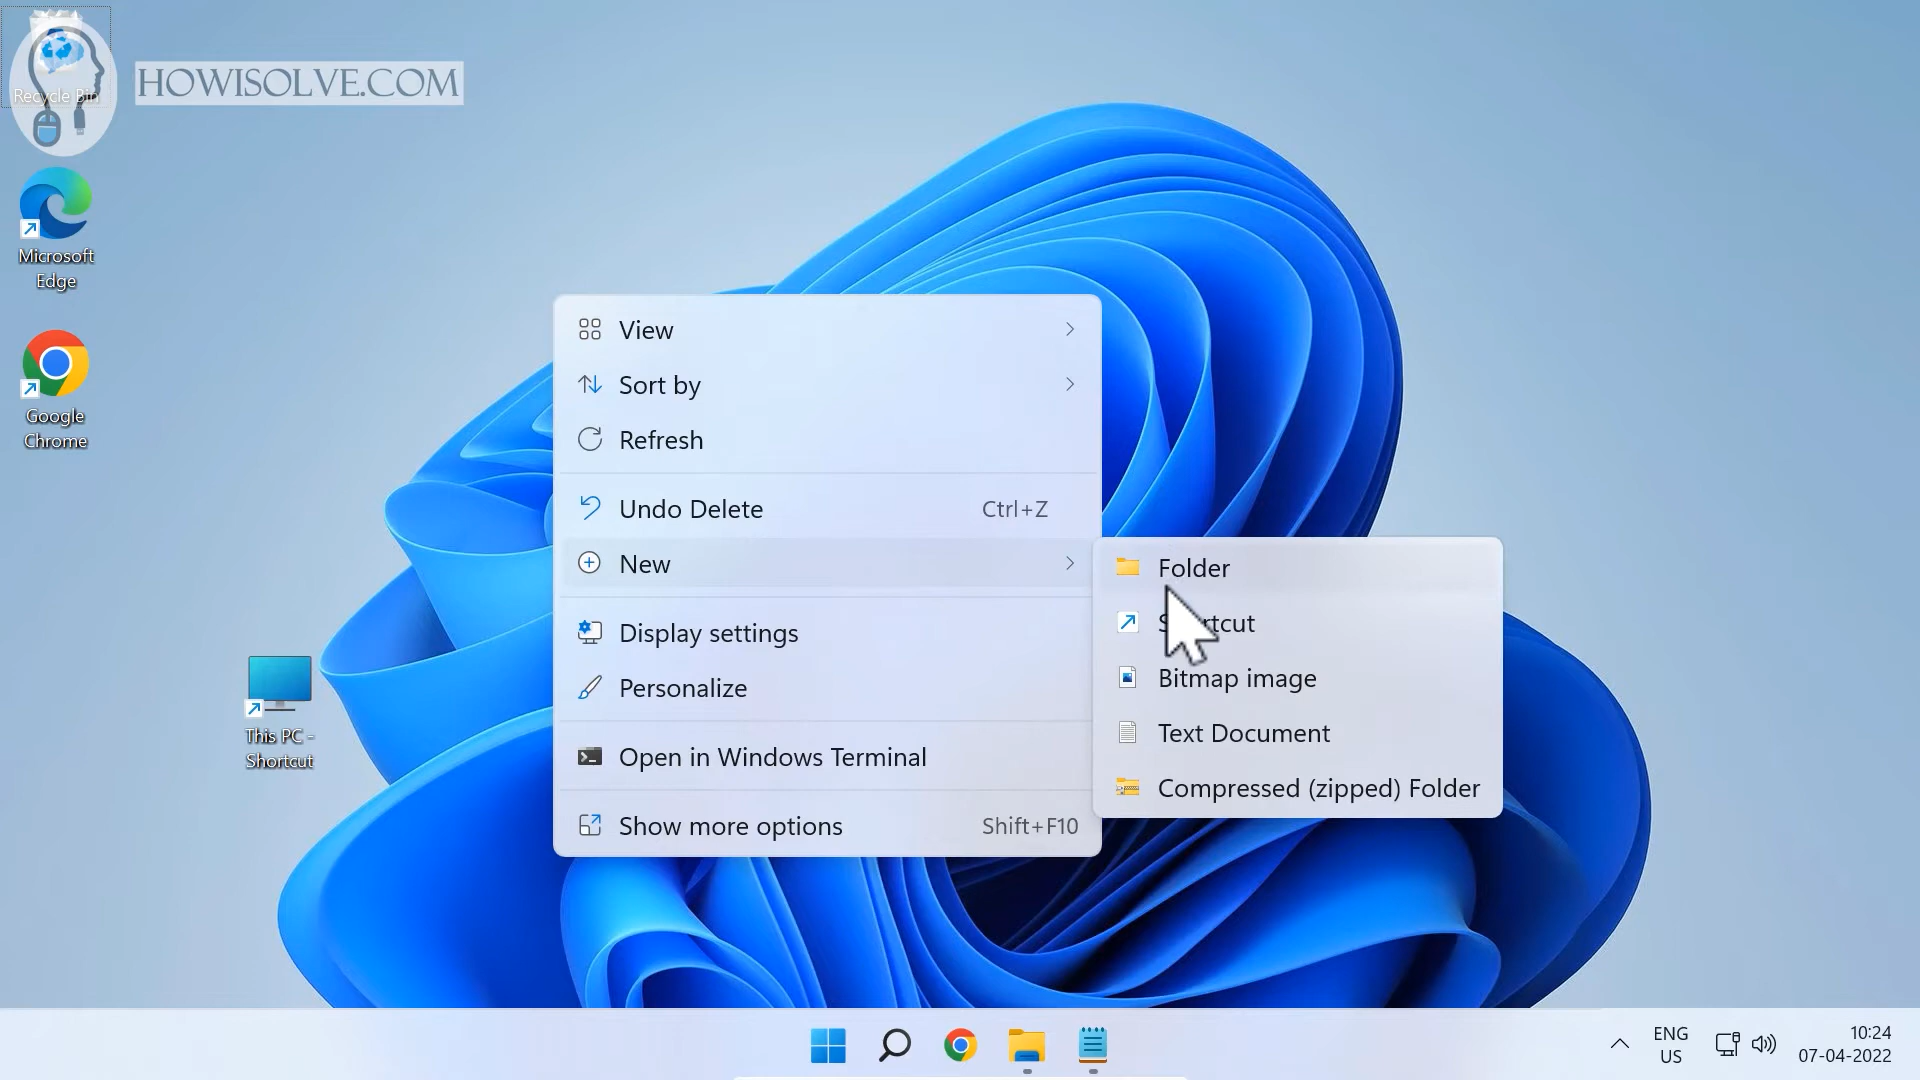 HOWISOLVE.COM
Recycle Bin
Microsoft
Edge
Google
Chrome
This PC -
Shortcut
View
Sort by
Refresh
Undo Delete Ctrl+Z
New
Display settings
Personalize
Open in Windows Terminal
Show more options Shift+F10
Folder
Shortcut
Bitmap image
Text Document
Compressed (zipped) Folder
ENG
US
10:24
07-04-2022